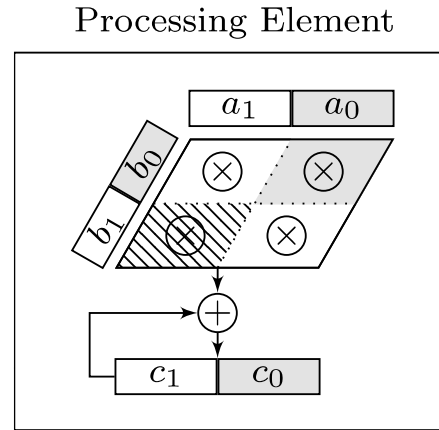 Processing Element
a₁ a₀
b₁ b₀
c₁ c₀